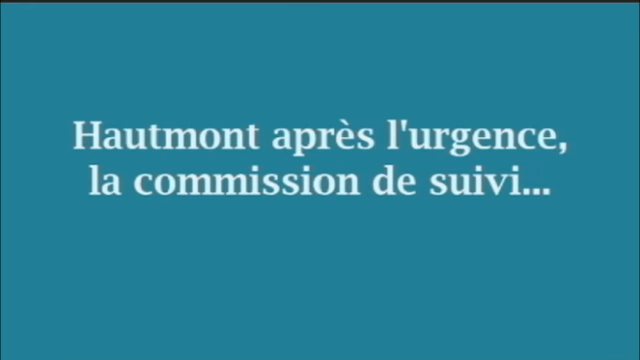 Hautmont après l'urgence,
la commission de suivi...